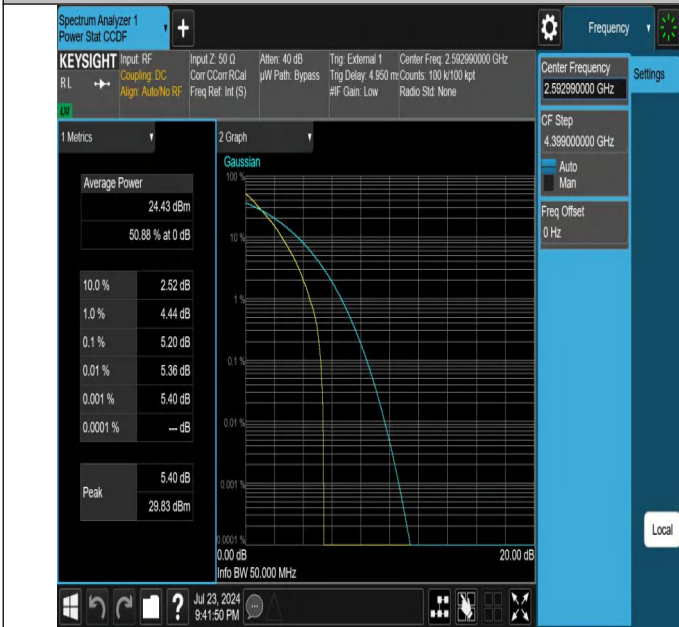 Spectrum Analyzer 1
Power Stat CCDF
+
Frequency
KEYSIGHT
RL
LXI
Input: RF
Coupling: DC
Align: Auto/No RF
Input Z: 50 Ω
Corr CCorr RCal
Freq Ref: Int (S)
Atten: 40 dB
µW Path: Bypass
Trig: External 1
Trig Delay: 4.950 m
#IF Gain: Low
Center Freq: 2.592990000 GHz
Counts: 100 k/100 kpt
Radio Std: None
Center Frequency
2.592990000 GHz
Settings
CF Step
4.399000000 GHz
Auto
Man
Freq Offset
0 Hz
1 Metrics
Average Power
24.43 dBm
50.88 % at 0 dB
10.0 % 2.52 dB
1.0 % 4.44 dB
0.1 % 5.20 dB
0.01 % 5.36 dB
0.001 % 5.40 dB
0.0001 % --- dB
Peak
5.40 dB
29.83 dBm
2 Graph
Gaussian
100 %
10 %
1 %
0.1 %
0.01 %
0.001 %
0.0001 %
0.00 dB
20.00 dB
Info BW 50.000 MHz
Local
?
Jul 23, 2024
9:41:50 PM